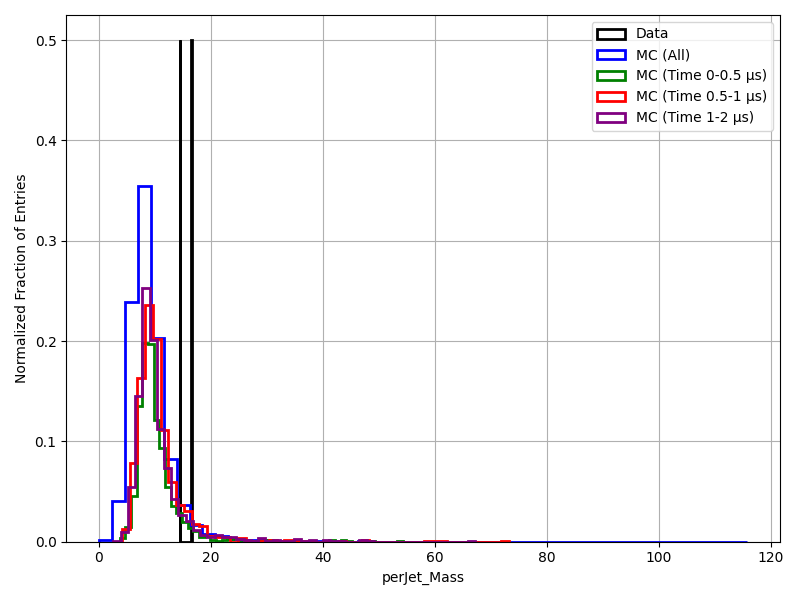 Data
MC (All)
MC (Time 0-0.5 μs)
MC (Time 0.5-1 μs)
MC (Time 1-2 μs)
Normalized Fraction of Entries
0.5
0.4
0.3
0.2
0.1
0.0
0 20 40 60 80 100 120
perJet_Mass